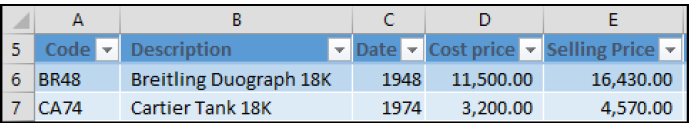 A B C D E
5 Code Description Date Cost price Selling Price
6 BR48 Breitling Duograph 18K 1948 11,500.00 16,430.00
7 CA74 Cartier Tank 18K 1974 3,200.00 4,570.00